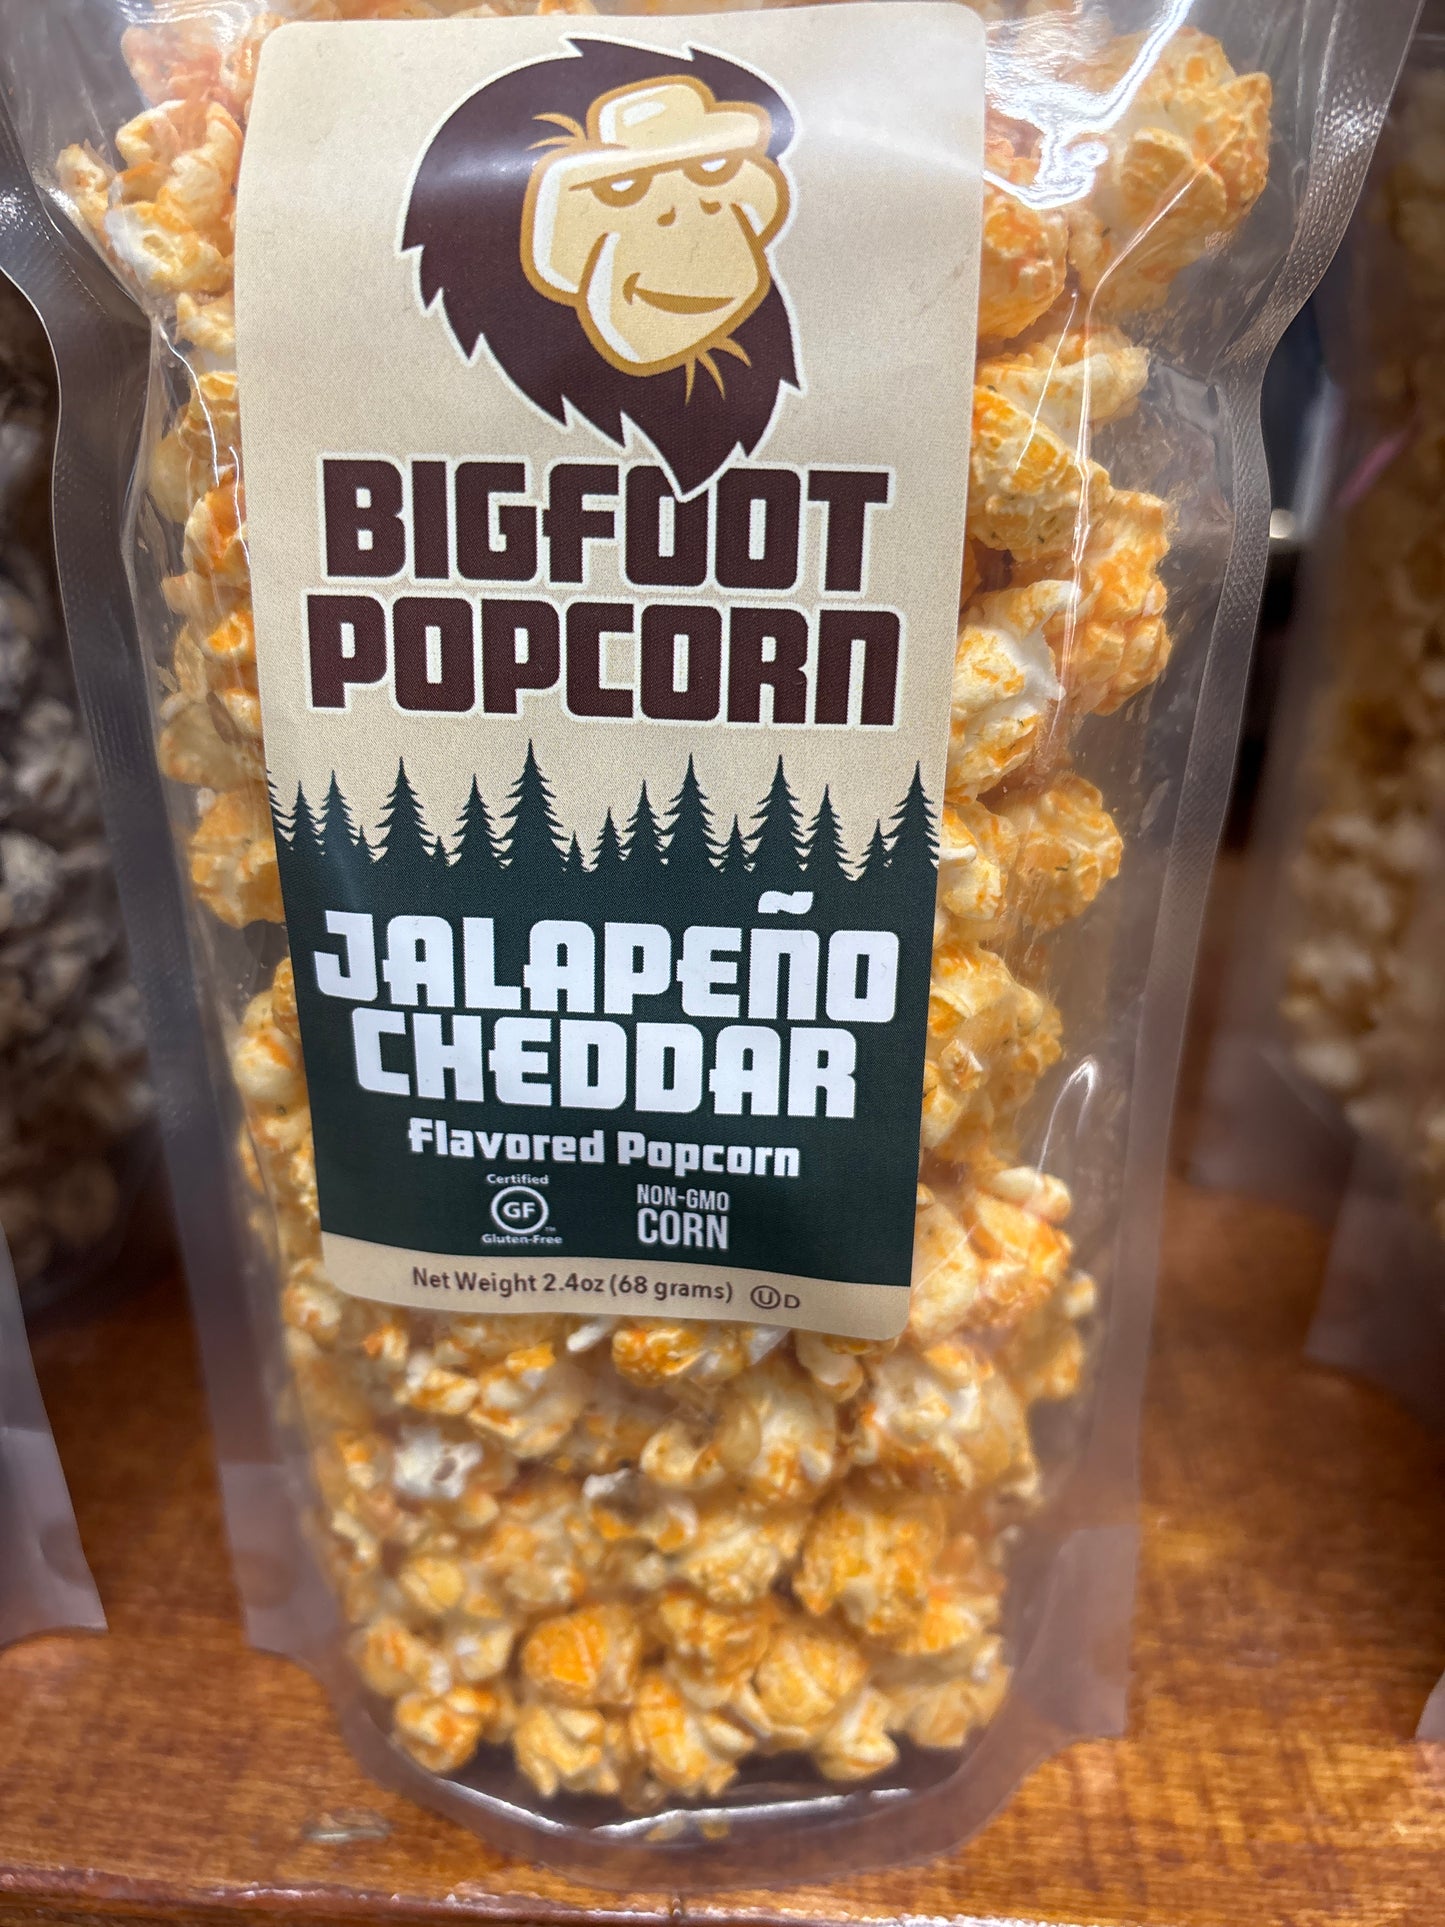 BIGFOOT
POPCORN
JALAPEÑO
CHEDDAR
Flavored Popcorn
Certified
GF
™
Gluten-Free
NON-GMO
CORN
Net Weight 2.4oz (68 grams) Ⓤ D